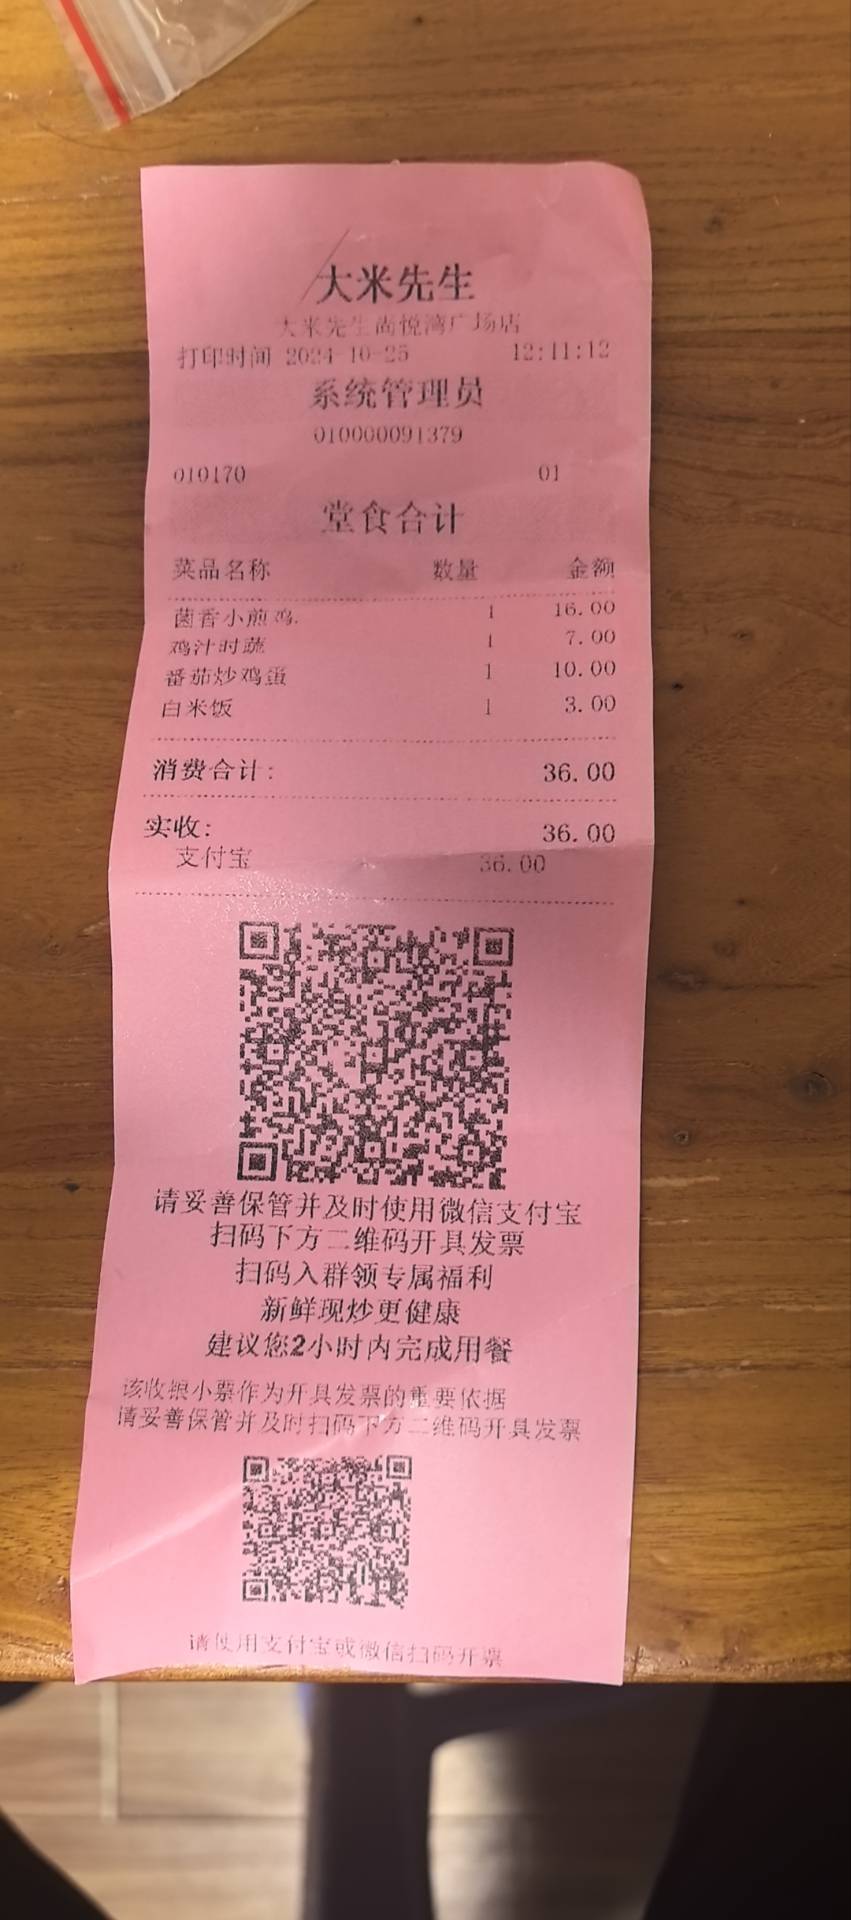 大米先生
大米先生尚悦湾广场店
打印时间 2024-10-25 12:11:12
系统管理员
010000091379
010170 01
堂食合计
菜品名称 数量 金额
茴香小煎鸡 1 16.00
鸡汁时蔬 1 7.00
番茄炒鸡蛋 1 10.00
白米饭 1 3.00
消费合计: 36.00
实收: 36.00
支付宝 36.00
请妥善保管并及时使用微信支付宝
扫码下方二维码开具发票
扫码入群领专属福利
新鲜现炒更健康
建议您2小时内完成用餐
该收银小票作为开具发票的重要依据
请妥善保管并及时扫码下方二维码开具发票
请使用支付宝或微信扫码开票